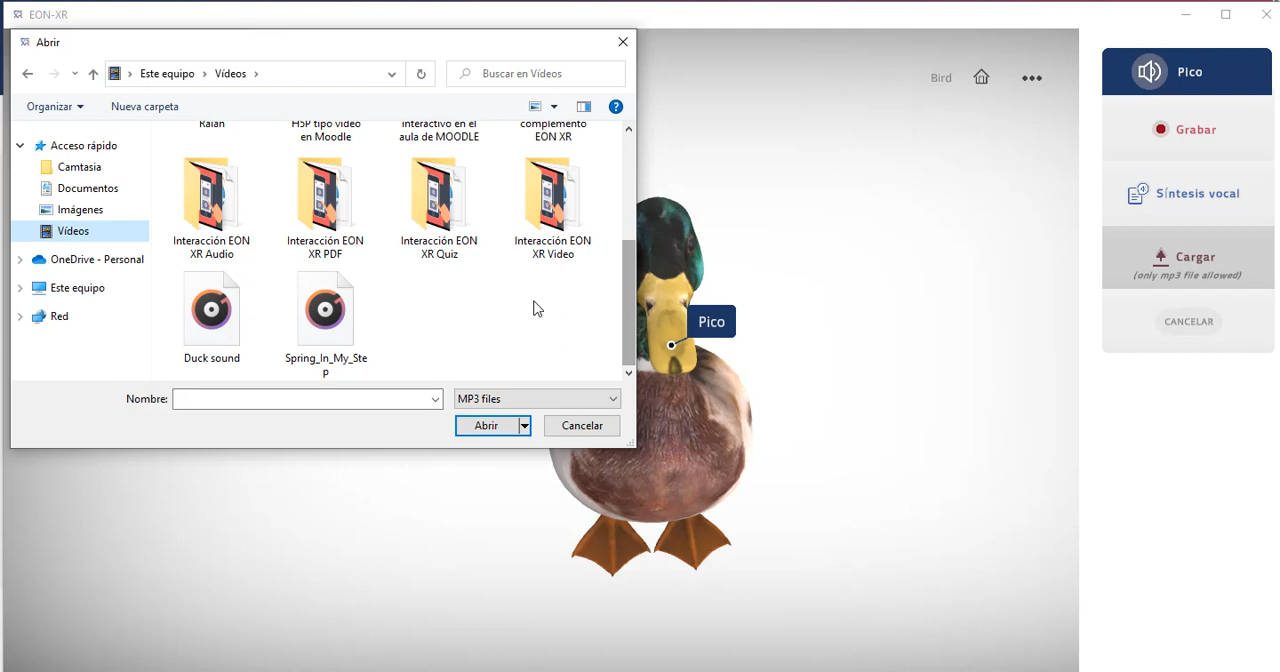 EON-XR
Abrir
Este equipo > Vídeos >
Buscar en Vídeos
Organizar
Nueva carpeta
Acceso rápido
Camtasia
Documentos
Imágenes
Vídeos
OneDrive - Personal
Este equipo
Red
Ralan
H5P tipo video
en Moodle
interactivo en el
aula de MOODLE
complemento
EON XR
Interacción EON
XR Audio
Interacción EON
XR PDF
Interacción EON
XR Quiz
Interacción EON
XR Video
Duck sound
Spring_In_My_Ste
p
Nombre:
MP3 files
Abrir
Cancelar
Bird
Pico
Pico
Grabar
Síntesis vocal
Cargar
(only mp3 file allowed)
CANCELAR